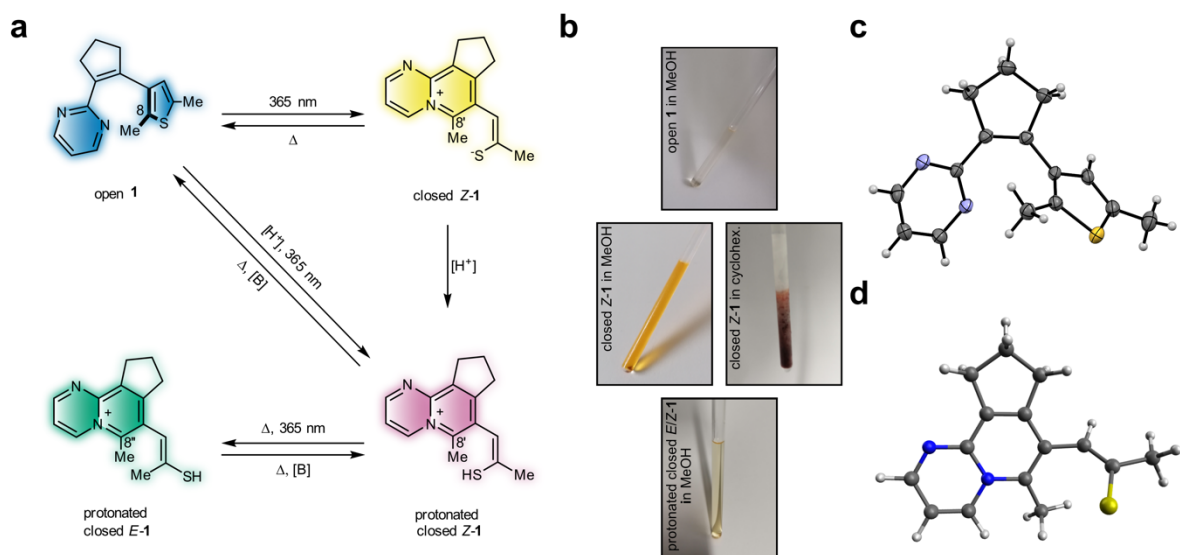 a
N
N
8
Me
Me
S
open 1
365 nm
Δ
N
N
+
8'
Me
-S
Me
closed Z-1
[H⁺], 365 nm
Δ, [B]
[H⁺]
N
N
+
8''
Me
Me
SH
protonated
closed E-1
Δ, 365 nm
Δ, [B]
N
N
+
8'
Me
HS
Me
protonated
closed Z-1
b
open 1 in MeOH
closed Z-1 in MeOH
closed Z-1 in cyclohex.
protonated closed E/Z-1
in MeOH
c
d